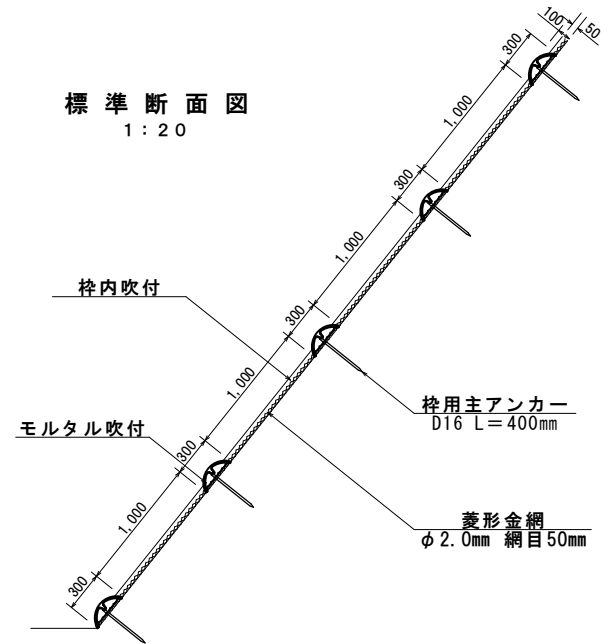 標準断面図
1:20
100
50
300
1,000
300
1,000
300
1,000
300
1,000
300
枠内吹付
モルタル吹付
枠用主アンカー
D16 L=400mm
菱形金網
φ2.0mm 網目50mm